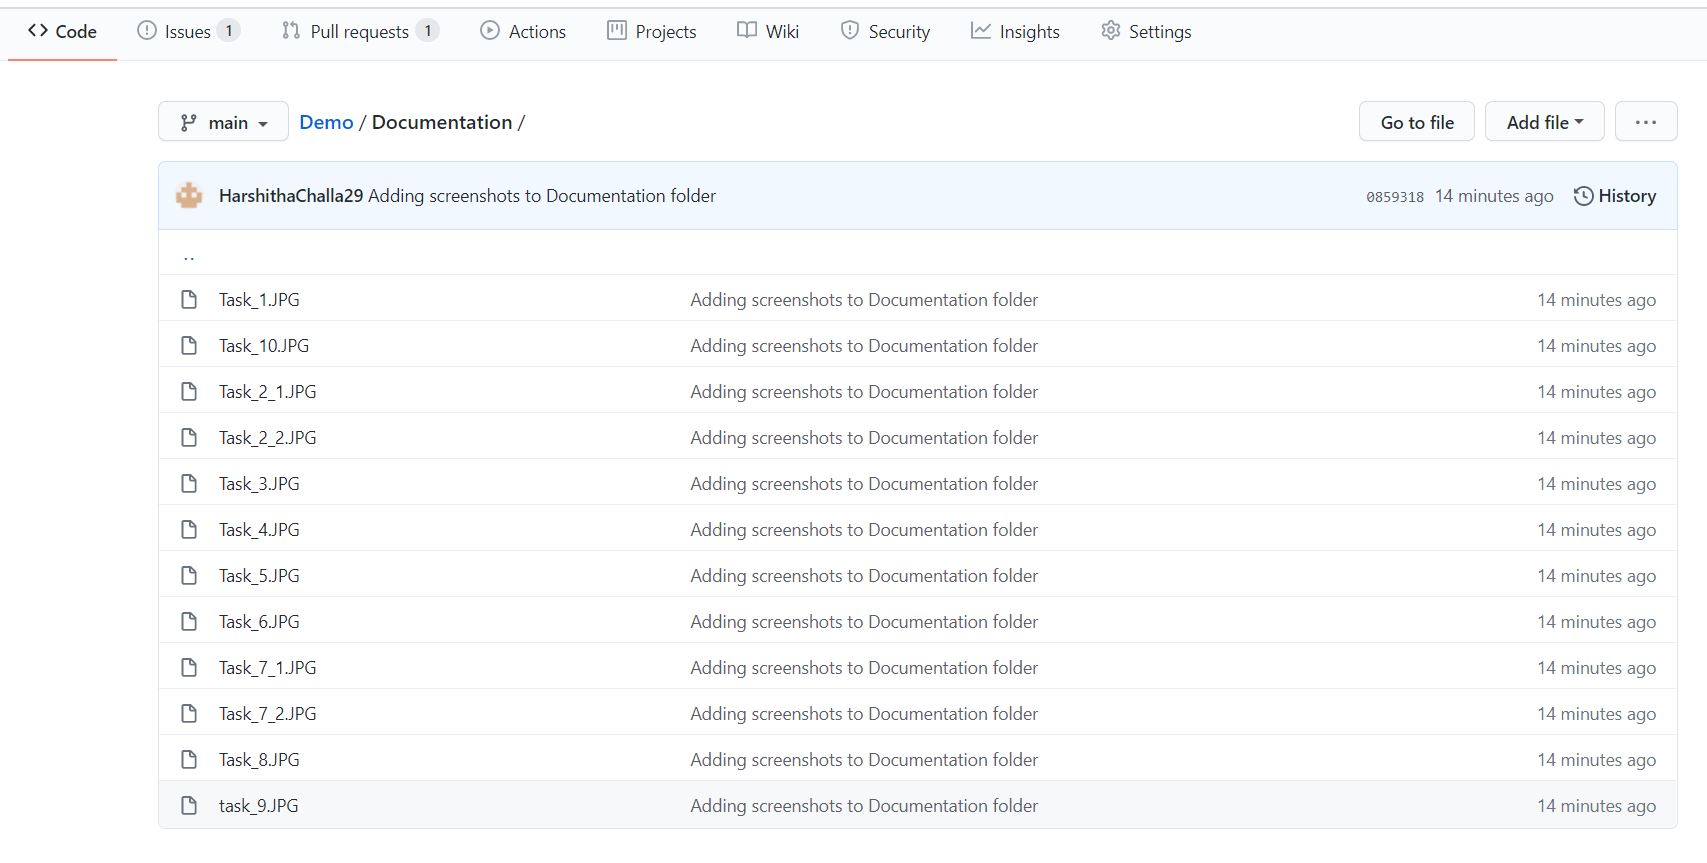 Code Issues 1 Pull requests 1 Actions Projects Wiki Security Insights Settings
main Demo / Documentation / Go to file Add file ...
HarshithaChalla29 Adding screenshots to Documentation folder 0859318 14 minutes ago History
..
Task_1.JPG Adding screenshots to Documentation folder 14 minutes ago
Task_10.JPG Adding screenshots to Documentation folder 14 minutes ago
Task_2_1.JPG Adding screenshots to Documentation folder 14 minutes ago
Task_2_2.JPG Adding screenshots to Documentation folder 14 minutes ago
Task_3.JPG Adding screenshots to Documentation folder 14 minutes ago
Task_4.JPG Adding screenshots to Documentation folder 14 minutes ago
Task_5.JPG Adding screenshots to Documentation folder 14 minutes ago
Task_6.JPG Adding screenshots to Documentation folder 14 minutes ago
Task_7_1.JPG Adding screenshots to Documentation folder 14 minutes ago
Task_7_2.JPG Adding screenshots to Documentation folder 14 minutes ago
Task_8.JPG Adding screenshots to Documentation folder 14 minutes ago
task_9.JPG Adding screenshots to Documentation folder 14 minutes ago